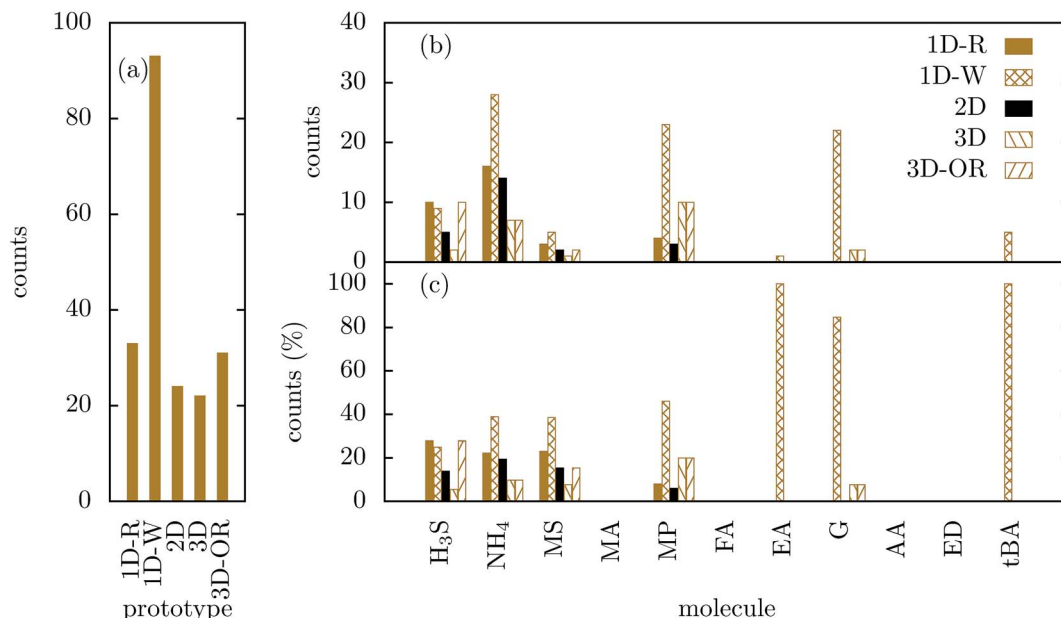 100
80
60
40
20
0
counts
(a)
1D-R
1D-W
2D
3D
3D-OR
prototype
40
30
20
10
0
counts
(b)
1D-R
1D-W
2D
3D
3D-OR
100
80
60
40
20
0
counts (%)
(c)
H₃S
NH₄
MS
MA
MP
FA
EA
G
AA
ED
tBA
molecule